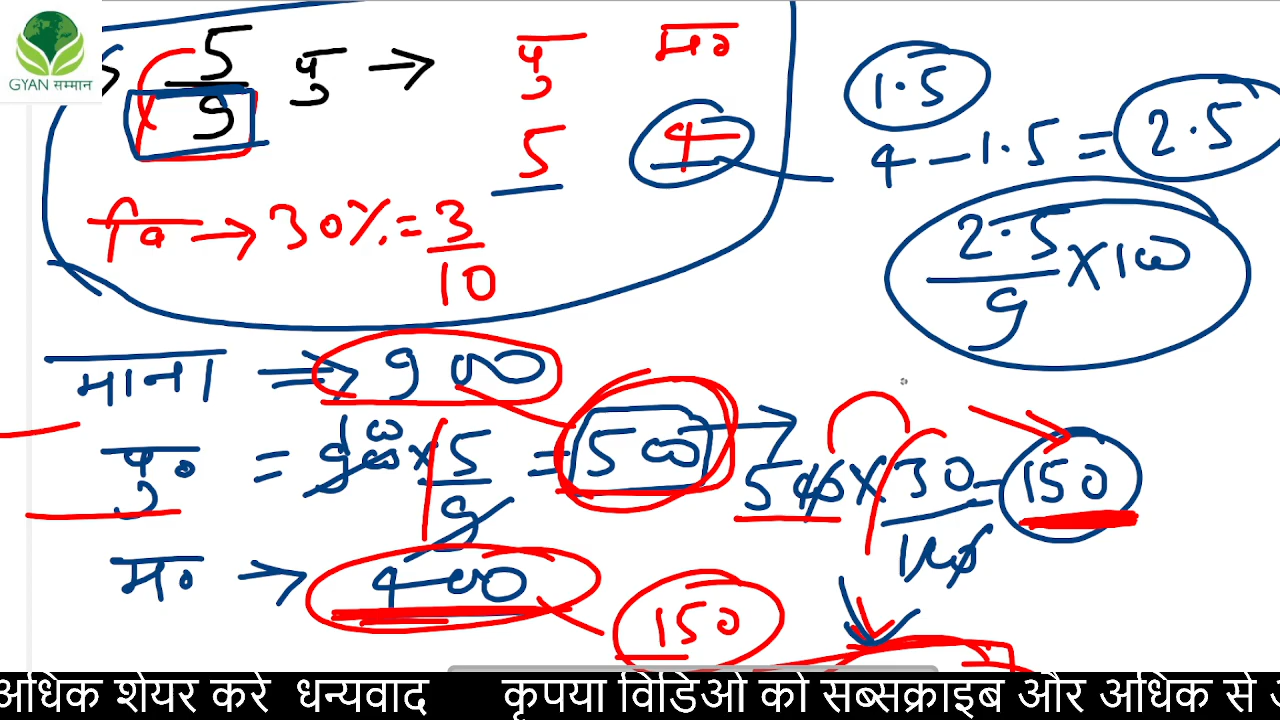 GYAN सम्मान
5/9 पु → पु० म०
5 4
वि → 30% = 3/10
1.5
4 - 1.5 = 2.5
2.5/9 × 100
माना ⇒ 900
पु० = 900 × 5/9 = 500 → 500 × 30/100 = 150
म० → 400
150
अधिक शेयर करें धन्यवाद कृपया विडिओ को सब्सक्राइब और अधिक से